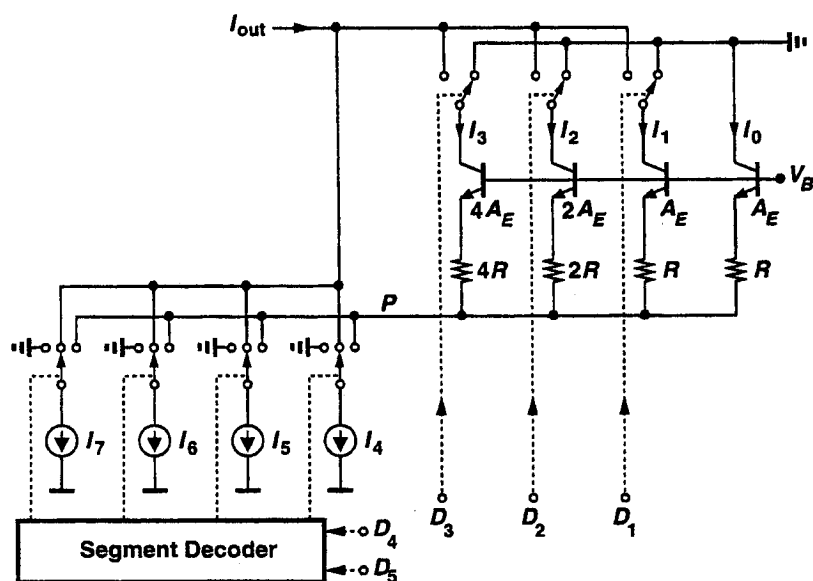 I_out
I_3
I_2
I_1
I_0
V_B
4A_E
2A_E
A_E
A_E
4R
2R
R
R
P
I_7
I_6
I_5
I_4
D_3
D_2
D_1
Segment Decoder
D_4
D_5